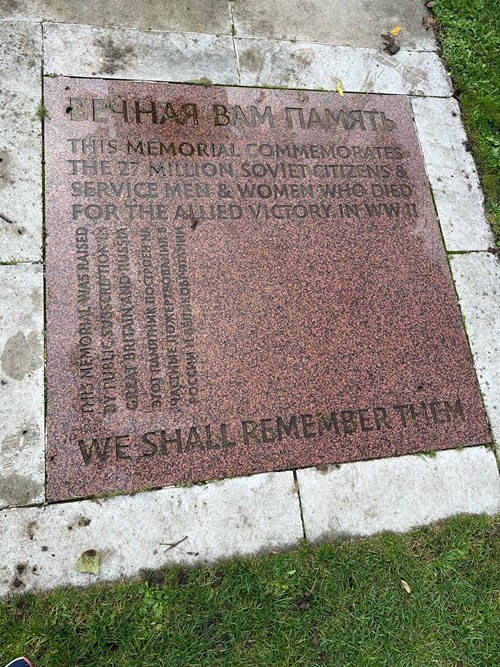 ВЕЧНАЯ ВАМ ПАМЯТЬ
THIS MEMORIAL COMMEMORATES
THE 27 MILLION SOVIET CITIZENS &
SERVICE MEN & WOMEN WHO DIED
FOR THE ALLIED VICTORY IN WW II
THIS MEMORIAL WAS RAISED
BY PUBLIC SUBSCRIPTION IN
GREAT BRITAIN AND RUSSIA
ЭТОТ ПАМЯТНИК ПОСТРОЕН НА
ЧАСТНЫЕ ПОЖЕРТВОВАНИЕ В
РОССИИ И ВЕЛИКОБРИТАНИИ
WE SHALL REMEMBER THEM